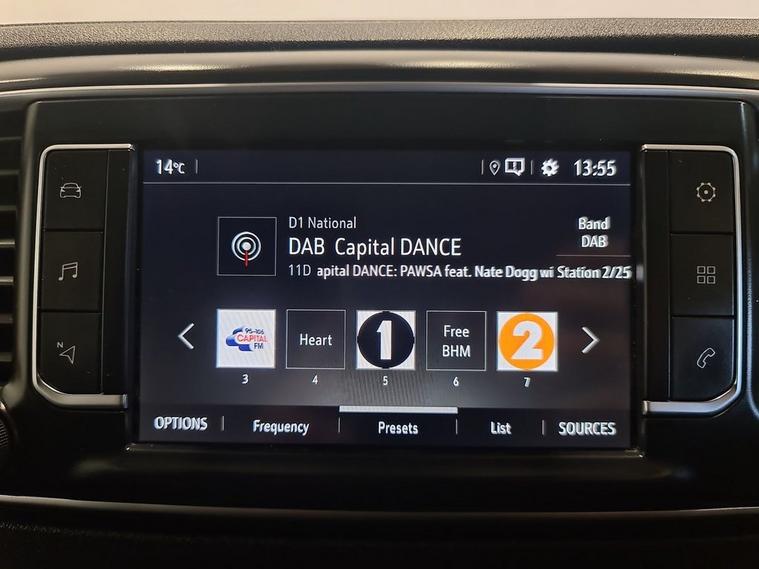 14°C
13:55
D1 National
DAB Capital DANCE
Band
DAB
11D apital DANCE: PAWSA feat. Nate Dogg wi Station 2/25
95-106
CAPITAL
FM
Heart
1
Free
BHM
2
3
4
5
6
7
OPTIONS
Frequency
Presets
List
SOURCES
N